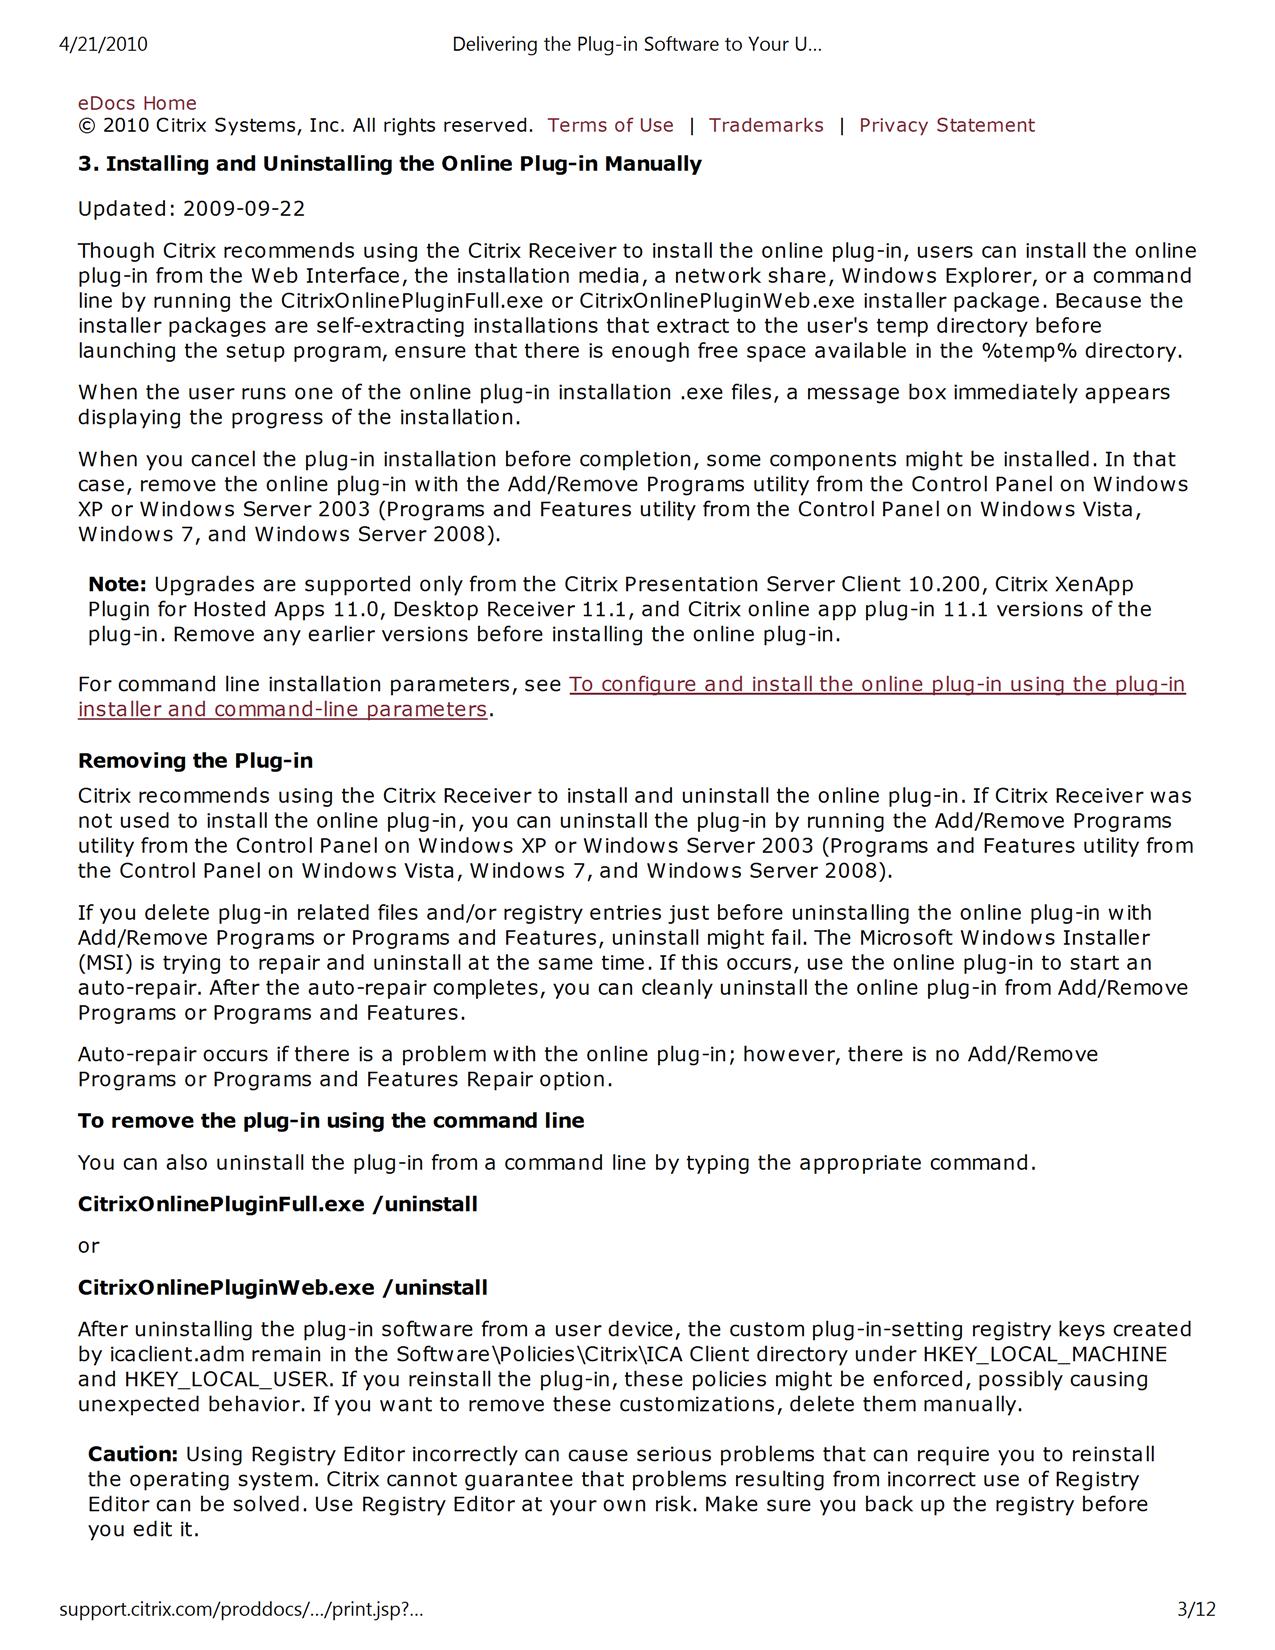 4/21/2010 Delivering the Plug-in Software to Your U...
eDocs Home
© 2010 Citrix Systems, Inc. All rights reserved. Terms of Use | Trademarks | Privacy Statement
3. Installing and Uninstalling the Online Plug-in Manually
Updated: 2009-09-22
Though Citrix recommends using the Citrix Receiver to install the online plug-in, users can install the online
plug-in from the Web Interface, the installation media, a network share, Windows Explorer, or a command
line by running the CitrixOnlinePluginFull.exe or CitrixOnlinePluginWeb.exe installer package. Because the
installer packages are self-extracting installations that extract to the user's temp directory before
launching the setup program, ensure that there is enough free space available in the %temp% directory.
When the user runs one of the online plug-in installation .exe files, a message box immediately appears
displaying the progress of the installation.
When you cancel the plug-in installation before completion, some components might be installed. In that
case, remove the online plug-in with the Add/Remove Programs utility from the Control Panel on Windows
XP or Windows Server 2003 (Programs and Features utility from the Control Panel on Windows Vista,
Windows 7, and Windows Server 2008).
Note: Upgrades are supported only from the Citrix Presentation Server Client 10.200, Citrix XenApp
Plugin for Hosted Apps 11.0, Desktop Receiver 11.1, and Citrix online app plug-in 11.1 versions of the
plug-in. Remove any earlier versions before installing the online plug-in.
For command line installation parameters, see To configure and install the online plug-in using the plug-in
installer and command-line parameters.
Removing the Plug-in
Citrix recommends using the Citrix Receiver to install and uninstall the online plug-in. If Citrix Receiver was
not used to install the online plug-in, you can uninstall the plug-in by running the Add/Remove Programs
utility from the Control Panel on Windows XP or Windows Server 2003 (Programs and Features utility from
the Control Panel on Windows Vista, Windows 7, and Windows Server 2008).
If you delete plug-in related files and/or registry entries just before uninstalling the online plug-in with
Add/Remove Programs or Programs and Features, uninstall might fail. The Microsoft Windows Installer
(MSI) is trying to repair and uninstall at the same time. If this occurs, use the online plug-in to start an
auto-repair. After the auto-repair completes, you can cleanly uninstall the online plug-in from Add/Remove
Programs or Programs and Features.
Auto-repair occurs if there is a problem with the online plug-in; however, there is no Add/Remove
Programs or Programs and Features Repair option.
To remove the plug-in using the command line
You can also uninstall the plug-in from a command line by typing the appropriate command.
CitrixOnlinePluginFull.exe /uninstall
or
CitrixOnlinePluginWeb.exe /uninstall
After uninstalling the plug-in software from a user device, the custom plug-in-setting registry keys created
by icaclient.adm remain in the Software\Policies\Citrix\ICA Client directory under HKEY_LOCAL_MACHINE
and HKEY_LOCAL_USER. If you reinstall the plug-in, these policies might be enforced, possibly causing
unexpected behavior. If you want to remove these customizations, delete them manually.
Caution: Using Registry Editor incorrectly can cause serious problems that can require you to reinstall
the operating system. Citrix cannot guarantee that problems resulting from incorrect use of Registry
Editor can be solved. Use Registry Editor at your own risk. Make sure you back up the registry before
you edit it.
support.citrix.com/proddocs/.../print.jsp?... 3/12